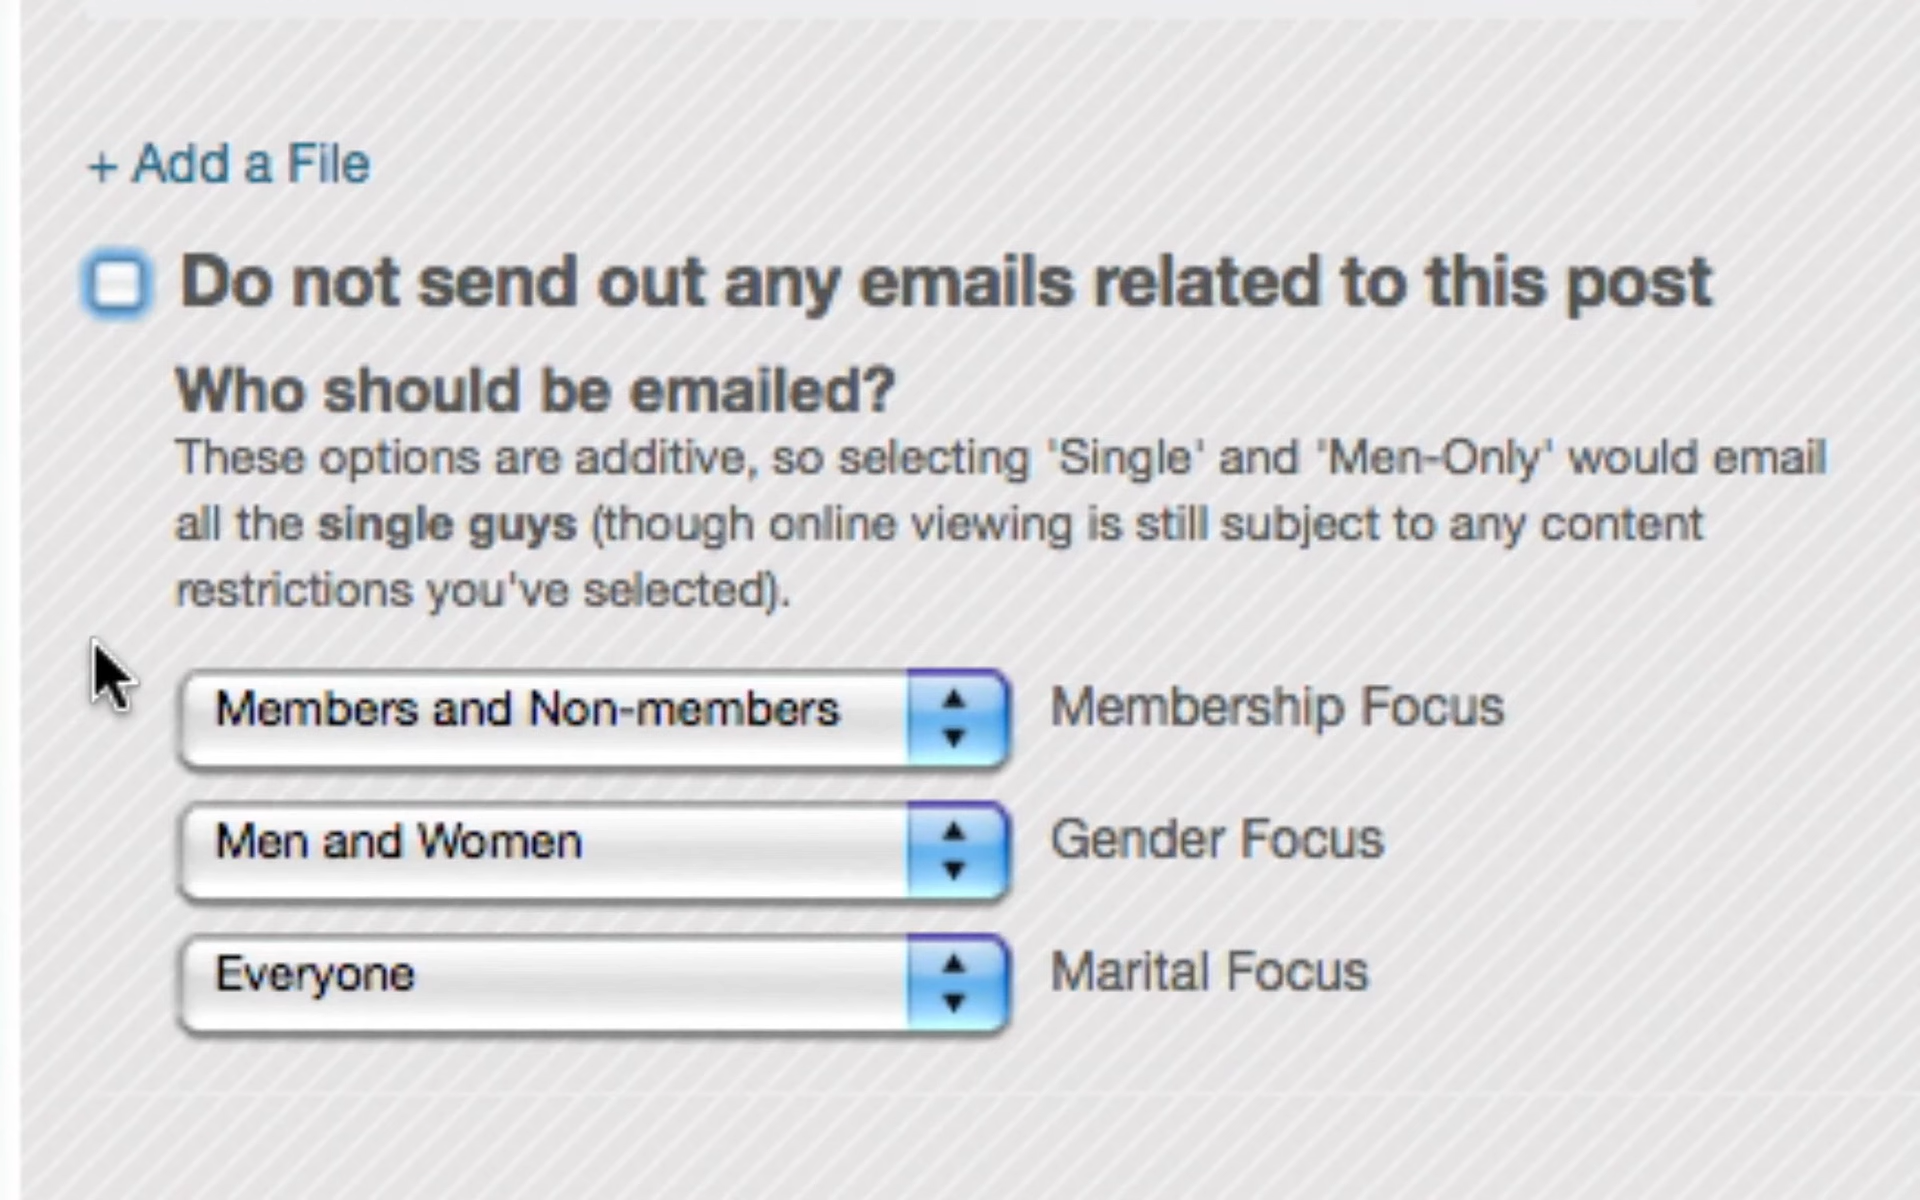 + Add a File
Do not send out any emails related to this post
Who should be emailed?
These options are additive, so selecting 'Single' and 'Men-Only' would email
all the single guys (though online viewing is still subject to any content
restrictions you've selected).
Members and Non-members Membership Focus
Men and Women Gender Focus
Everyone Marital Focus